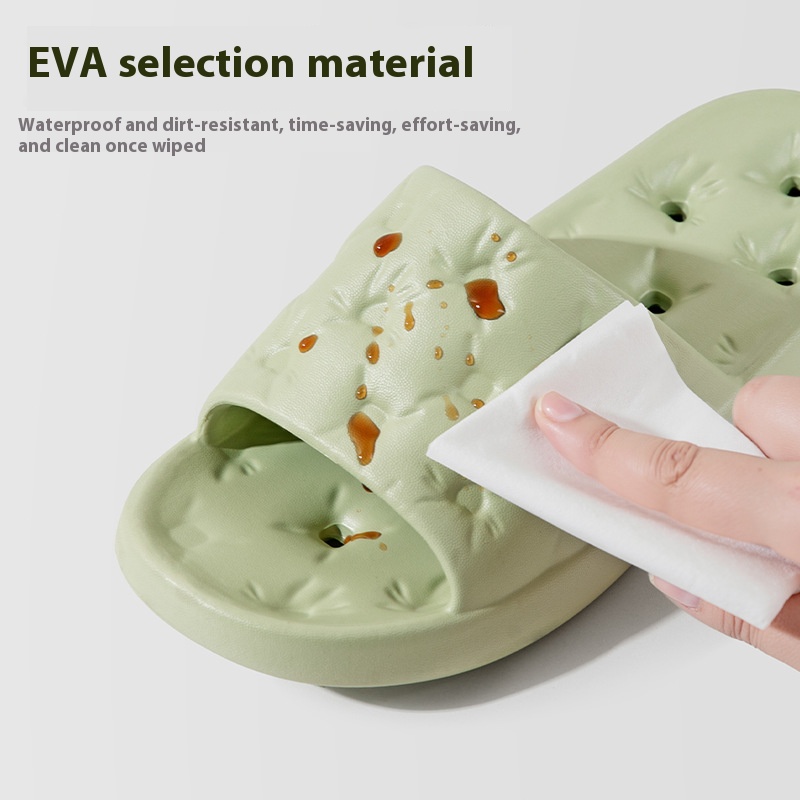 EVA selection material
Waterproof and dirt-resistant, time-saving, effort-saving,
and clean once wiped